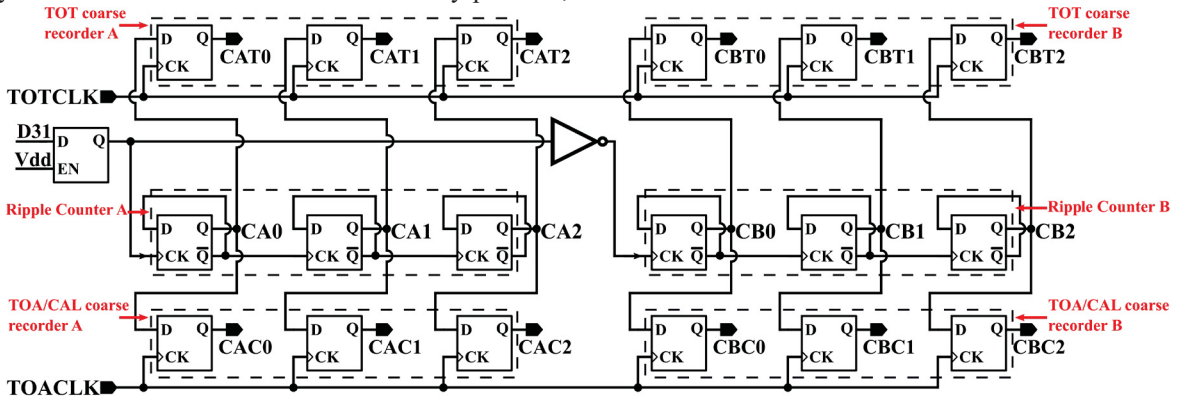 TOT coarse
recorder A
D Q
CK
CAT0
D Q
CK
CAT1
D Q
CK
CAT2
D Q
CK
CBT0
D Q
CK
CBT1
D Q
CK
CBT2
TOT coarse
recorder B
TOTCLK
D31
Vdd
D Q
EN
Ripple Counter A
D Q
CK Q̅
CA0
D Q
CK Q̅
CA1
D Q
CK Q̅
CA2
D Q
CK Q̅
CB0
D Q
CK Q̅
CB1
D Q
CK Q̅
CB2
Ripple Counter B
TOA/CAL coarse
recorder A
D Q
CK
CAC0
D Q
CK
CAC1
D Q
CK
CAC2
D Q
CK
CBC0
D Q
CK
CBC1
D Q
CK
CBC2
TOA/CAL coarse
recorder B
TOACLK